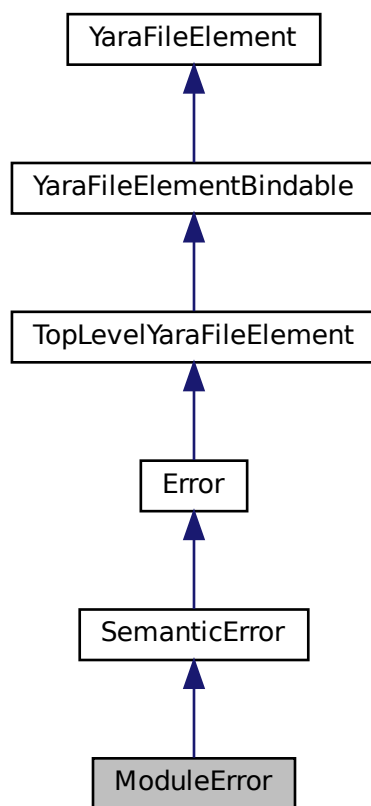 YaraFileElement
YaraFileElementBindable
TopLevelYaraFileElement
Error
SemanticError
ModuleError